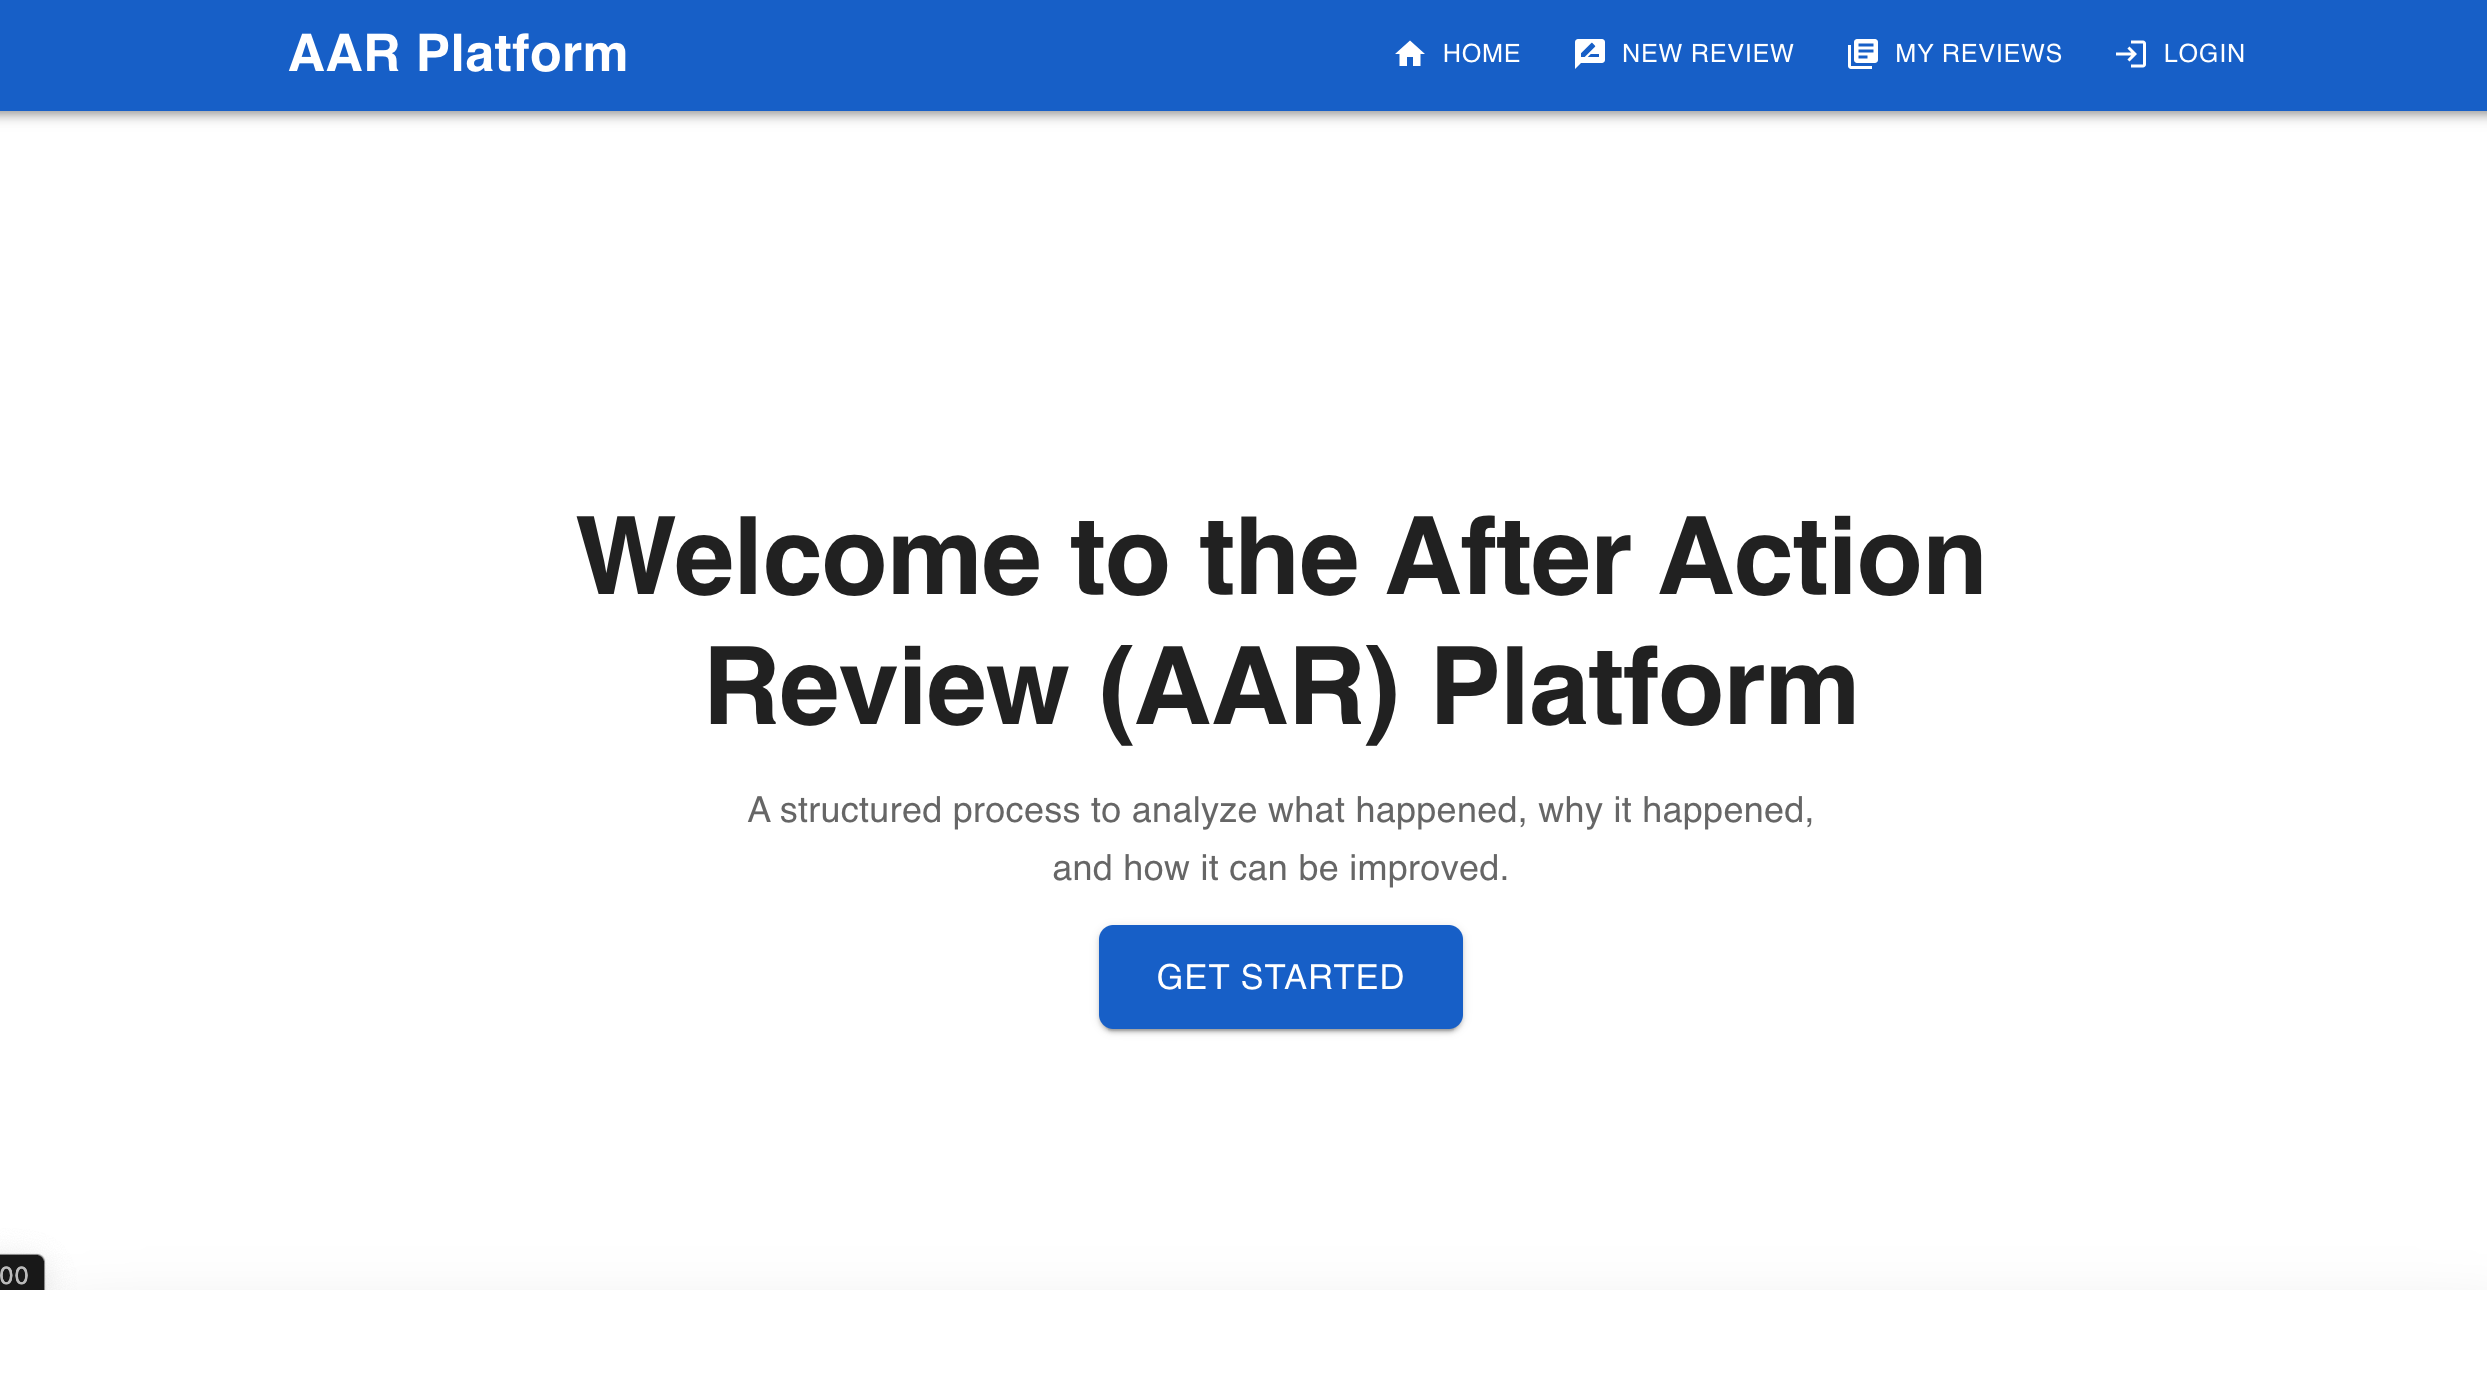 AAR Platform
HOME
NEW REVIEW
MY REVIEWS
LOGIN
Welcome to the After Action
Review (AAR) Platform
A structured process to analyze what happened, why it happened,
and how it can be improved.
GET STARTED
00